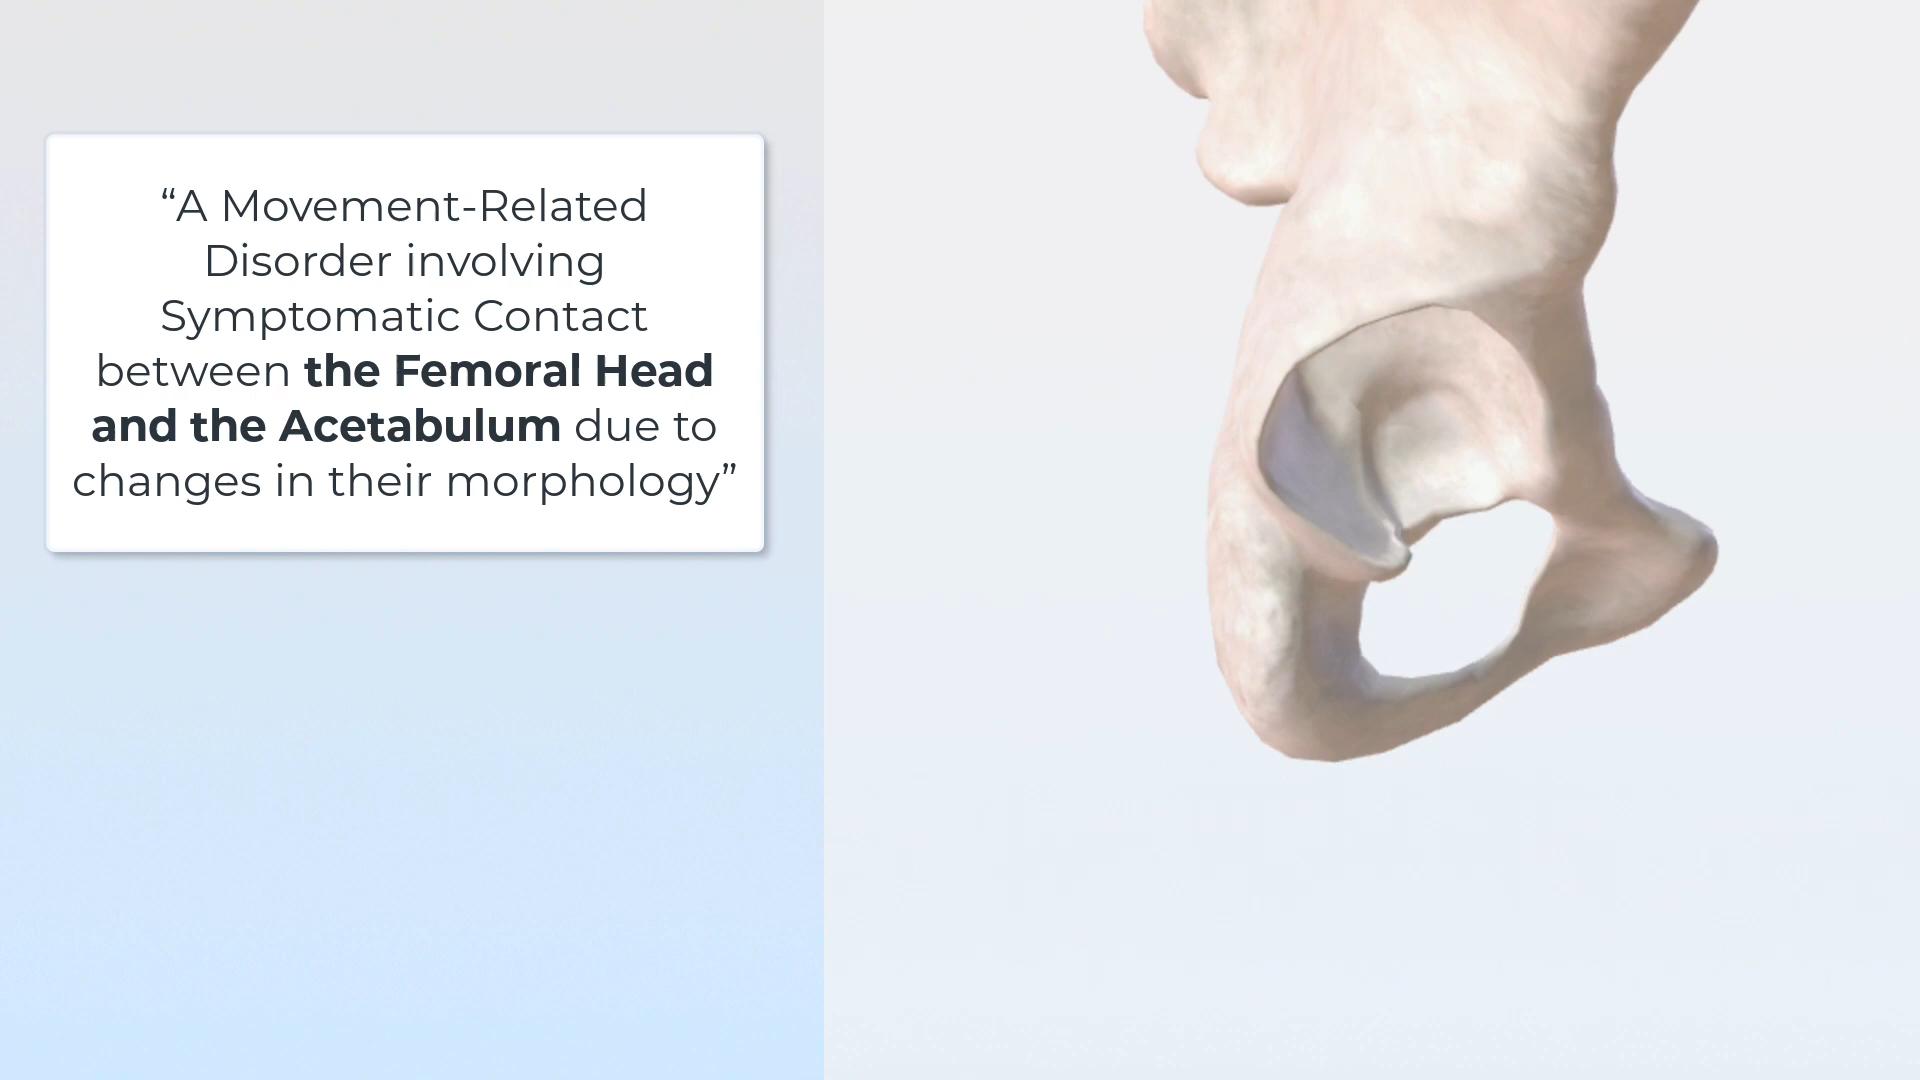 “A Movement-Related
Disorder involving
Symptomatic Contact
between the Femoral Head
and the Acetabulum due to
changes in their morphology”